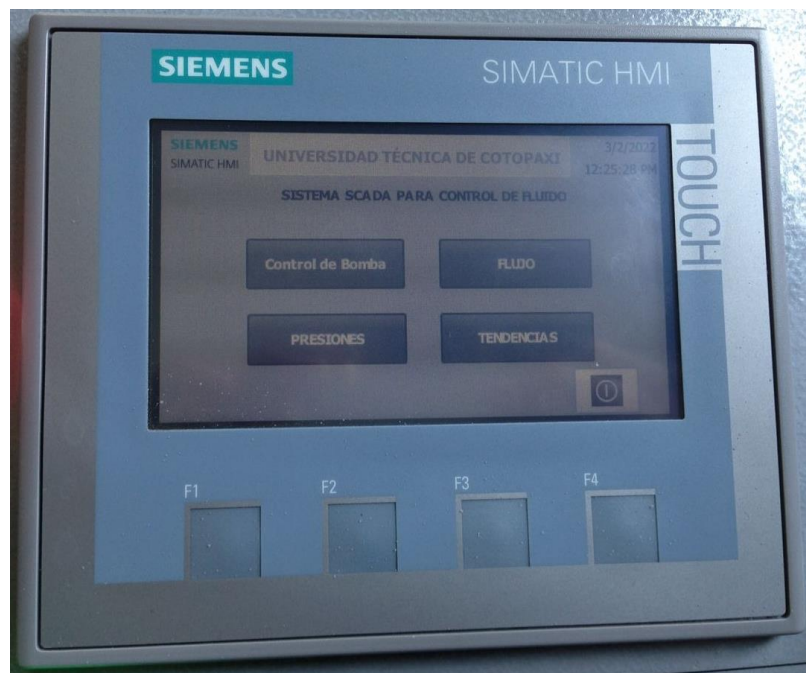 SIEMENS
SIMATIC HMI
TOUCH
SIEMENS
SIMATIC HMI
UNIVERSIDAD TÉCNICA DE COTOPAXI
3/2/2022
12:25:28 PM
SISTEMA SCADA PARA CONTROL DE FLUIDO
Control de Bomba
FLUJO
PRESIONES
TENDENCIAS
F1
F2
F3
F4